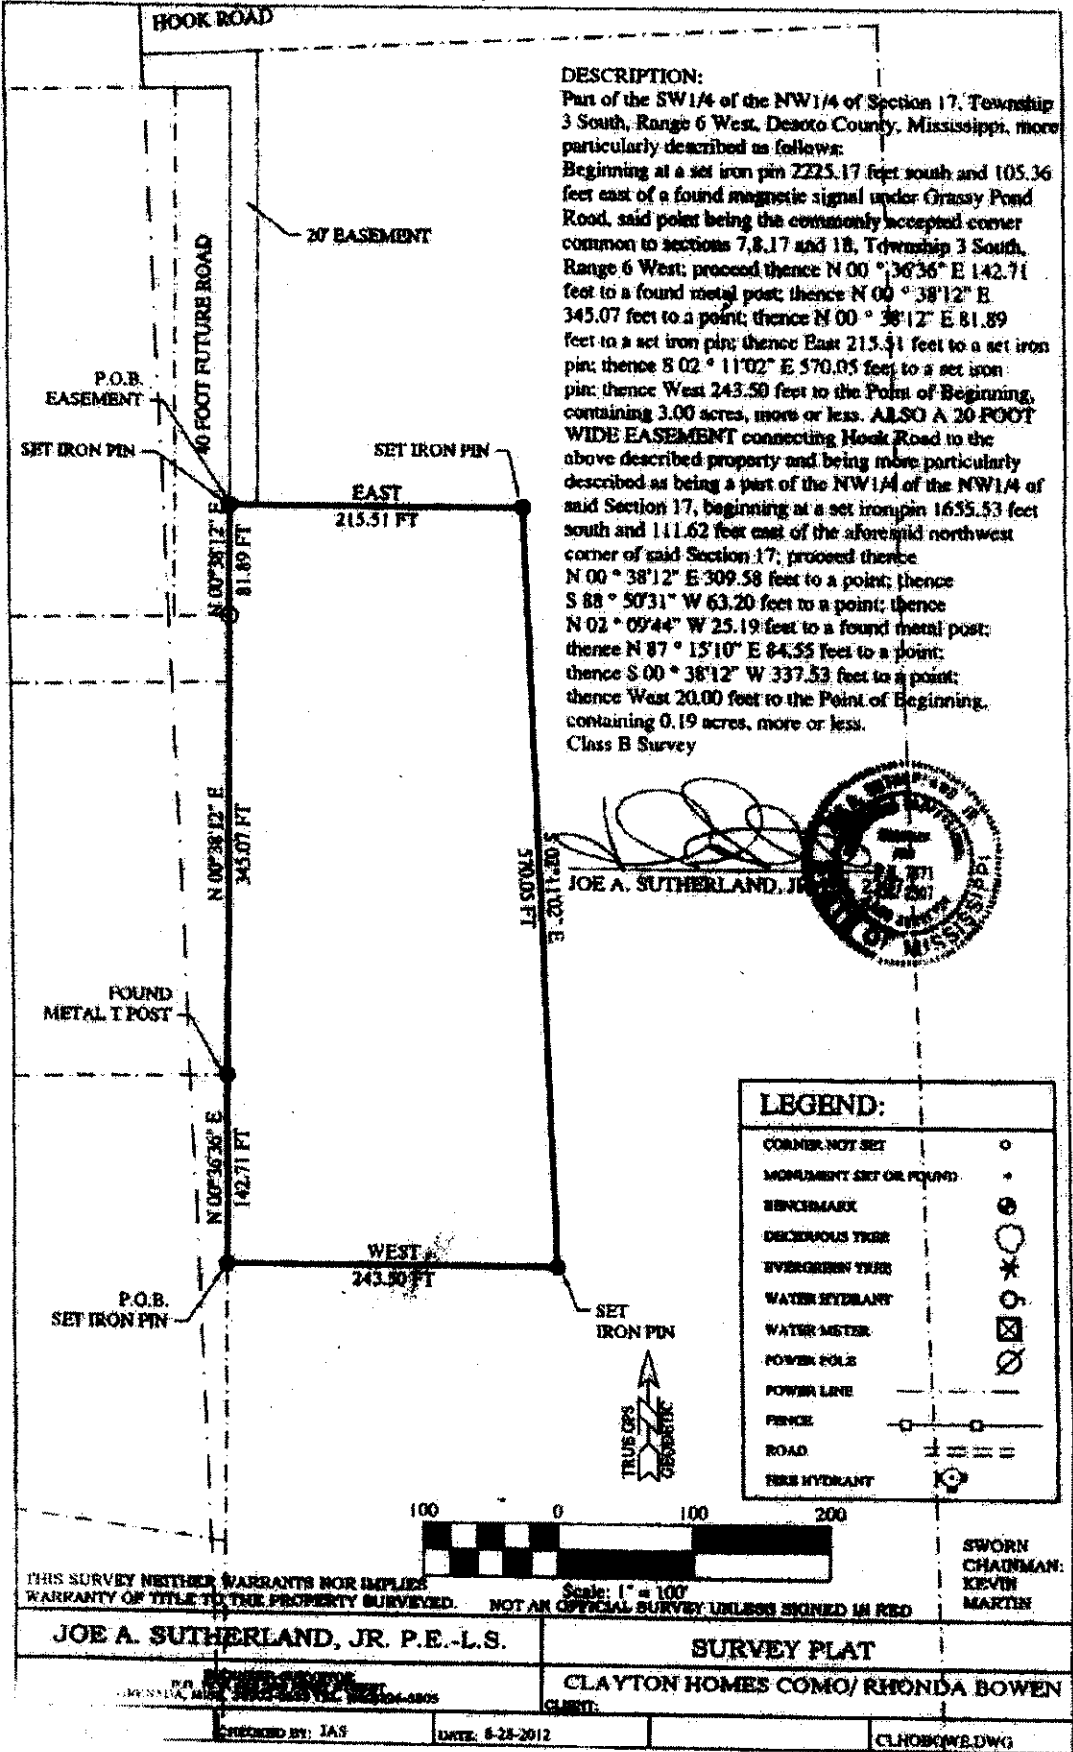 HOOK ROAD
DESCRIPTION:
Part of the SW1/4 of the NW1/4 of Section 17, Township
3 South, Range 6 West, Desoto County, Mississippi, more
particularly described as follows:
Beginning at a set iron pin 2225.17 feet south and 105.36
feet east of a found magnetic signal under Grassy Pond
Road, said point being the commonly accepted corner
common to sections 7,8,17 and 18, Township 3 South,
Range 6 West; proceed thence N 00 ° 36'36" E 142.71
feet to a found metal post; thence N 00 ° 38'12" E
345.07 feet to a point; thence N 00 ° 38'12" E 81.89
feet to a set iron pin; thence East 215.51 feet to a set iron
pin; thence S 02 ° 11'02" E 570.05 feet to a set iron
pin; thence West 243.50 feet to the Point of Beginning,
containing 3.00 acres, more or less. ALSO A 20 FOOT
WIDE EASEMENT connecting Hook Road to the
above described property and being more particularly
described as being a part of the NW1/4 of the NW1/4 of
said Section 17, beginning at a set iron pin 1655.53 feet
south and 111.62 feet east of the aforesaid northwest
corner of said Section 17; proceed thence
N 00 ° 38'12" E 309.58 feet to a point; thence
S 88 ° 50'31" W 63.20 feet to a point; thence
N 02 ° 09'44" W 25.19 feet to a found metal post;
thence N 87 ° 15'10" E 84.55 feet to a point;
thence S 00 ° 38'12" W 337.53 feet to a point;
thence West 20.00 feet to the Point of Beginning,
containing 0.19 acres, more or less.
Class B Survey
20' EASEMENT
40 FOOT FUTURE ROAD
P.O.B.
EASEMENT
SET IRON PIN
SET IRON PIN
EAST
215.51 FT
N 00°38'12" E
81.89 FT
N 00°38'12" E
345.07 FT
S 02°11'02" E
570.05 FT
JOE A. SUTHERLAND, JR
MISSISSIPPI
FOUND
METAL T POST
N 00°36'36" E
142.71 FT
WEST
243.50 FT
P.O.B.
SET IRON PIN
SET
IRON PIN
TRUE GPS
GEODETIC
LEGEND:
CORNER NOT SET
MONUMENT SET OR FOUND
BENCHMARK
DECIDUOUS TREE
EVERGREEN TREE
WATER HYDRANT
WATER METER
POWER POLE
POWER LINE
FENCE
ROAD
FIRE HYDRANT
100 0 100 200
Scale: 1" = 100'
SWORN
CHAINMAN:
KEVIN
MARTIN
THIS SURVEY NEITHER WARRANTS NOR IMPLIES
WARRANTY OF TITLE TO THE PROPERTY SURVEYED.
NOT AN OFFICIAL SURVEY UNLESS SIGNED IN RED
JOE A. SUTHERLAND, JR. P.E.-L.S.
SURVEY PLAT
ENGINEER-SURVEYOR
CLAYTON HOMES COMO/ RHONDA BOWEN
CLIENT:
CHECKED BY: JAS
DATE: 8-28-2012
CLHOBOWE.DWG